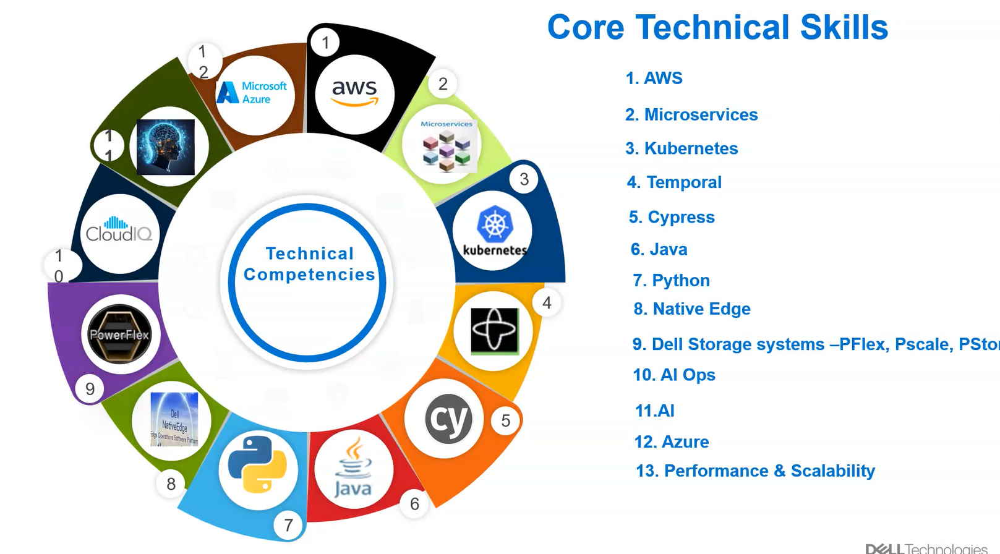 Core Technical Skills
1. AWS
2. Microservices
3. Kubernetes
4. Temporal
5. Cypress
6. Java
7. Python
8. Native Edge
9. Dell Storage systems –PFlex, Pscale, PStor
10. AI Ops
11.AI
12. Azure
13. Performance & Scalability
Technical
Competencies
1
aws
2
Microservices
3
kubernetes
4
5
cy
6
Java
7
8
Dell
NativeEdge
Edge Operations Software Platform
9
PowerFlex
1
0
CloudIQ
1
1
1
2
Microsoft
Azure
DELLTechnologies